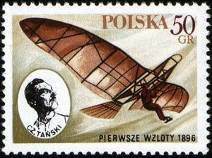 POLSKA
50
GR
CZ.TAŃSKI
PIERWSZE WZLOTY 1896